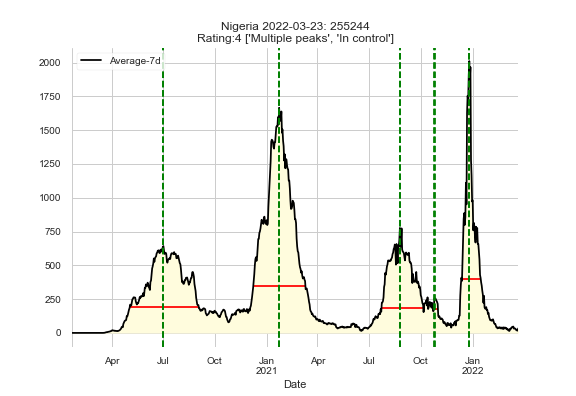 Nigeria 2022-03-23: 255244
Rating:4 ['Multiple peaks', 'In control']
Average-7d
2000
1750
1500
1250
1000
750
500
250
0
Apr
Jul
Oct
Jan
2021
Apr
Jul
Oct
Jan
2022
Date